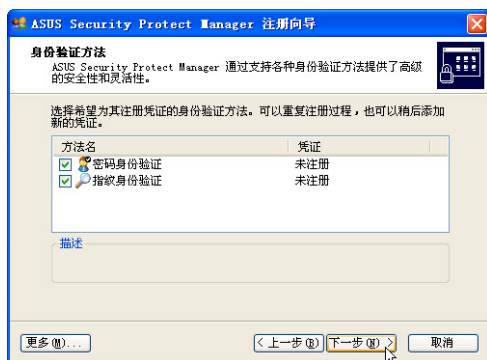 ASUS Security Protect Manager 注册向导
身份验证方法
ASUS Security Protect Manager 通过支持各种身份验证方法提供了高级
的安全性和灵活性。
选择希望为其注册凭证的身份验证方法。可以重复注册过程，也可以稍后添加
新的凭证。
方法名 凭证
密码身份验证 未注册
指纹身份验证 未注册
描述
更多(M)... < 上一步(B) 下一步(N) > 取消